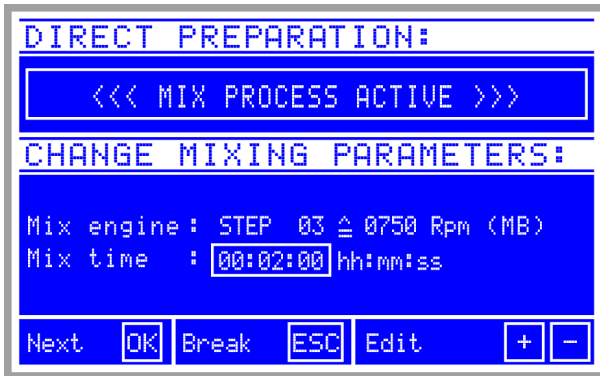 DIRECT PREPARATION:
<<< MIX PROCESS ACTIVE >>>
CHANGE MIXING PARAMETERS:
Mix engine: STEP 03 ≙ 0750 Rpm (MB)
Mix time : 00:02:00 hh:mm:ss
Next OK Break ESC Edit + -